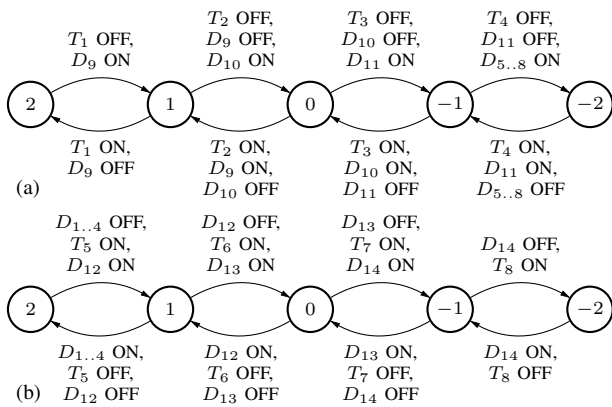 T1 OFF,
D9 ON
T2 OFF,
D9 OFF,
D10 ON
T3 OFF,
D10 OFF,
D11 ON
T4 OFF,
D11 OFF,
D5..8 ON
2
1
0
−1
−2
T1 ON,
D9 OFF
T2 ON,
D9 ON,
D10 OFF
T3 ON,
D10 ON,
D11 OFF
T4 ON,
D11 ON,
D5..8 OFF
(a)
D1..4 OFF,
T5 ON,
D12 ON
D12 OFF,
T6 ON,
D13 ON
D13 OFF,
T7 ON,
D14 ON
D14 OFF,
T8 ON
2
1
0
−1
−2
D1..4 ON,
T5 OFF,
D12 OFF
D12 ON,
T6 OFF,
D13 OFF
D13 ON,
T7 OFF,
D14 OFF
D14 ON,
T8 OFF
(b)